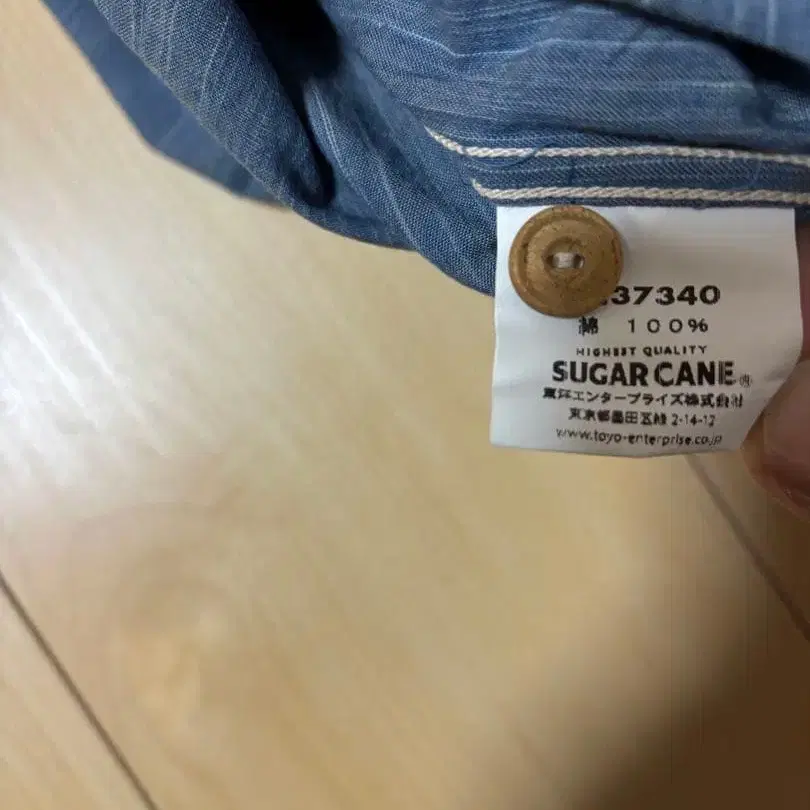 37340
綿 100%
HIGHEST QUALITY
SUGAR CANE®
東洋エンタープライズ株式会社
東京都墨田区緑 2-14-12
www.toyo-enterprise.co.jp